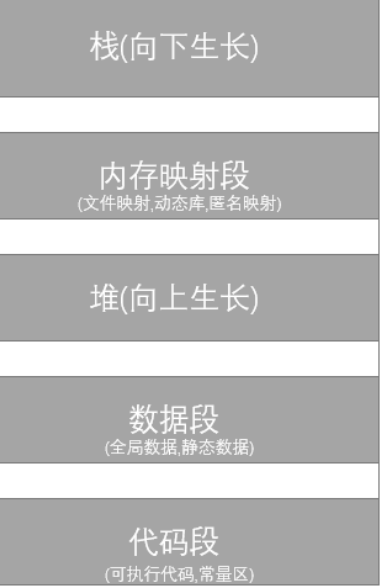 栈(向下生长)
内存映射段
(文件映射,动态库,匿名映射)
堆(向上生长)
数据段
(全局数据,静态数据)
代码段
(可执行代码,常量区)